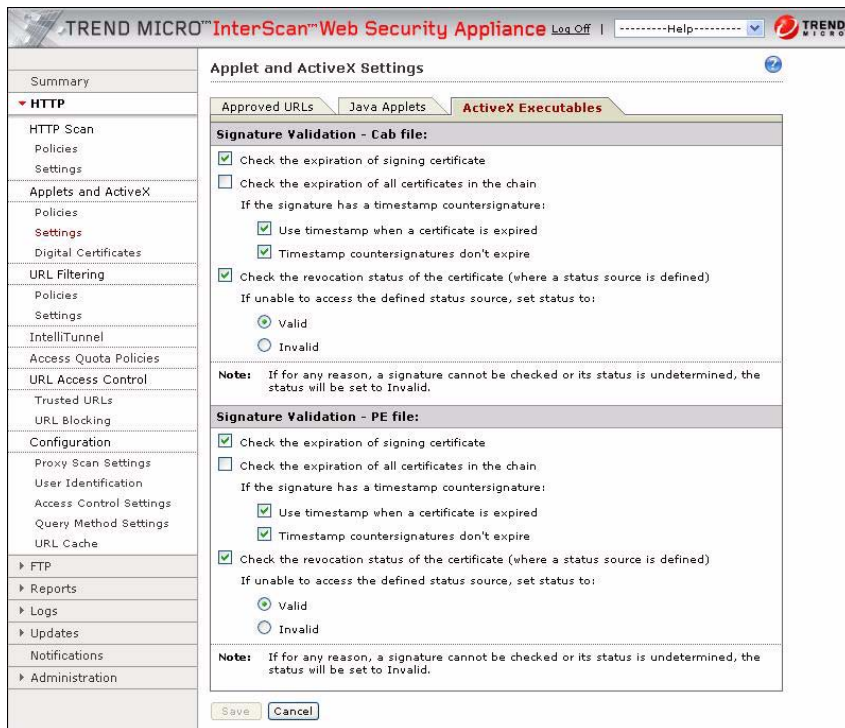 TREND MICRO™ InterScan™ Web Security Appliance Log Off | ---------Help--------- TREND MICRO
Summary
HTTP
HTTP Scan
Policies
Settings
Applets and ActiveX
Policies
Settings
Digital Certificates
URL Filtering
Policies
Settings
IntelliTunnel
Access Quota Policies
URL Access Control
Trusted URLs
URL Blocking
Configuration
Proxy Scan Settings
User Identification
Access Control Settings
Query Method Settings
URL Cache
FTP
Reports
Logs
Updates
Notifications
Administration
Applet and ActiveX Settings
?
Approved URLs Java Applets ActiveX Executables
Signature Validation - Cab file:
Check the expiration of signing certificate
Check the expiration of all certificates in the chain
If the signature has a timestamp countersignature:
Use timestamp when a certificate is expired
Timestamp countersignatures don't expire
Check the revocation status of the certificate (where a status source is defined)
If unable to access the defined status source, set status to:
Valid
Invalid
Note: If for any reason, a signature cannot be checked or its status is undetermined, the
status will be set to Invalid.
Signature Validation - PE file:
Check the expiration of signing certificate
Check the expiration of all certificates in the chain
If the signature has a timestamp countersignature:
Use timestamp when a certificate is expired
Timestamp countersignatures don't expire
Check the revocation status of the certificate (where a status source is defined)
If unable to access the defined status source, set status to:
Valid
Invalid
Note: If for any reason, a signature cannot be checked or its status is undetermined, the
status will be set to Invalid.
Save Cancel